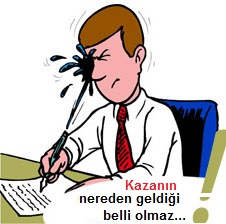 Kazanın
nereden geldiği
belli olmaz...
!